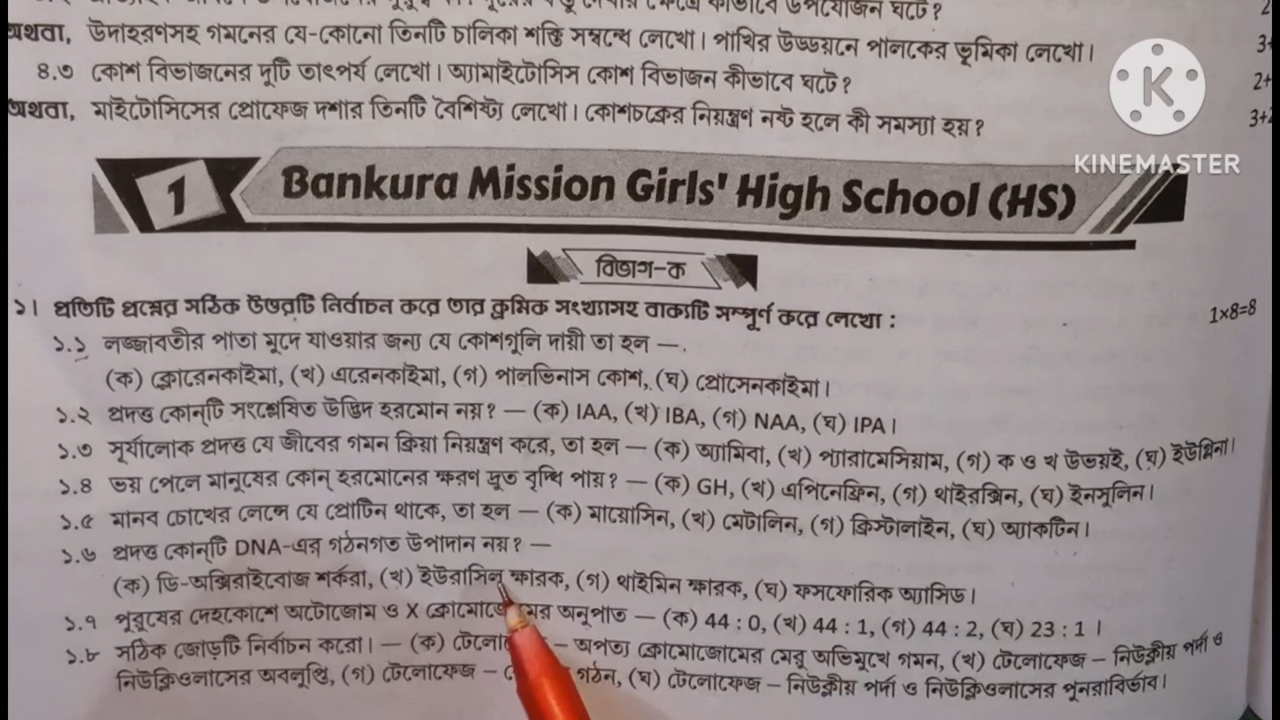 কীভাবে উপযোজন ঘটে?
অথবা, উদাহরণসহ গমনের যে-কোনো তিনটি চালিকা শক্তি সম্বন্ধে লেখো। পাখির উড্ডয়নে পালকের ভূমিকা লেখো।
৪.৩ কোশ বিভাজনের দুটি তাৎপর্য লেখো। অ্যামাইটোসিস কোশ বিভাজন কীভাবে ঘটে? 2+
অথবা, মাইটোসিসের প্রোফেজ দশার তিনটি বৈশিষ্ট্য লেখো। কোশচক্রের নিয়ন্ত্রণ নষ্ট হলে কী সমস্যা হয়? 3+2
K
KINEMASTER
1 Bankura Mission Girls' High School (HS)
বিভাগ-ক
১। প্রতিটি প্রশ্নের সঠিক উত্তরটি নির্বাচন করে তার ক্রমিক সংখ্যাসহ বাক্যটি সম্পূর্ণ করে লেখো : 1×8=8
১.১ লজ্জাবতীর পাতা মুদে যাওয়ার জন্য যে কোশগুলি দায়ী তা হল —
(ক) ক্লোরেনকাইমা, (খ) এরেনকাইমা, (গ) পালভিনাস কোশ, (ঘ) প্রোসেনকাইমা।
১.২ প্রদত্ত কোন্‌টি সংশ্লেষিত উদ্ভিদ হরমোন নয়? — (ক) IAA, (খ) IBA, (গ) NAA, (ঘ) IPA।
১.৩ সূর্যালোক প্রদত্ত যে জীবের গমন ক্রিয়া নিয়ন্ত্রণ করে, তা হল — (ক) অ্যামিবা, (খ) প্যারামেসিয়াম, (গ) ক ও খ উভয়ই, (ঘ) ইউগ্লিনা।
১.৪ ভয় পেলে মানুষের কোন্ হরমোনের ক্ষরণ দ্রুত বৃদ্ধি পায়? — (ক) GH, (খ) এপিনেফ্রিন, (গ) থাইরক্সিন, (ঘ) ইনসুলিন।
১.৫ মানব চোখের লেন্সে যে প্রোটিন থাকে, তা হল — (ক) মায়োসিন, (খ) মেটালিন, (গ) ক্রিস্টালাইন, (ঘ) অ্যাকটিন।
১.৬ প্রদত্ত কোন্‌টি DNA-এর গঠনগত উপাদান নয়? —
(ক) ডি-অক্সিরাইবোজ শর্করা, (খ) ইউরাসিল ক্ষারক, (গ) থাইমিন ক্ষারক, (ঘ) ফসফোরিক অ্যাসিড।
১.৭ পুরুষের দেহকোশে অটোজোম ও X ক্রোমোজোমের অনুপাত — (ক) 44 : 0, (খ) 44 : 1, (গ) 44 : 2, (ঘ) 23 : 1 ।
১.৮ সঠিক জোড়টি নির্বাচন করো। — (ক) — অপত্য ক্রোমোজোমের মেরু অভিমুখে গমন, (খ) টেলোফেজ – নিউক্লীয় পর্দা ও
নিউক্লিওলাসের অবলুপ্তি, (গ) টেলোফেজ – গঠন, (ঘ) টেলোফেজ – নিউক্লীয় পর্দা ও নিউক্লিওলাসের পুনরাবির্ভাব।